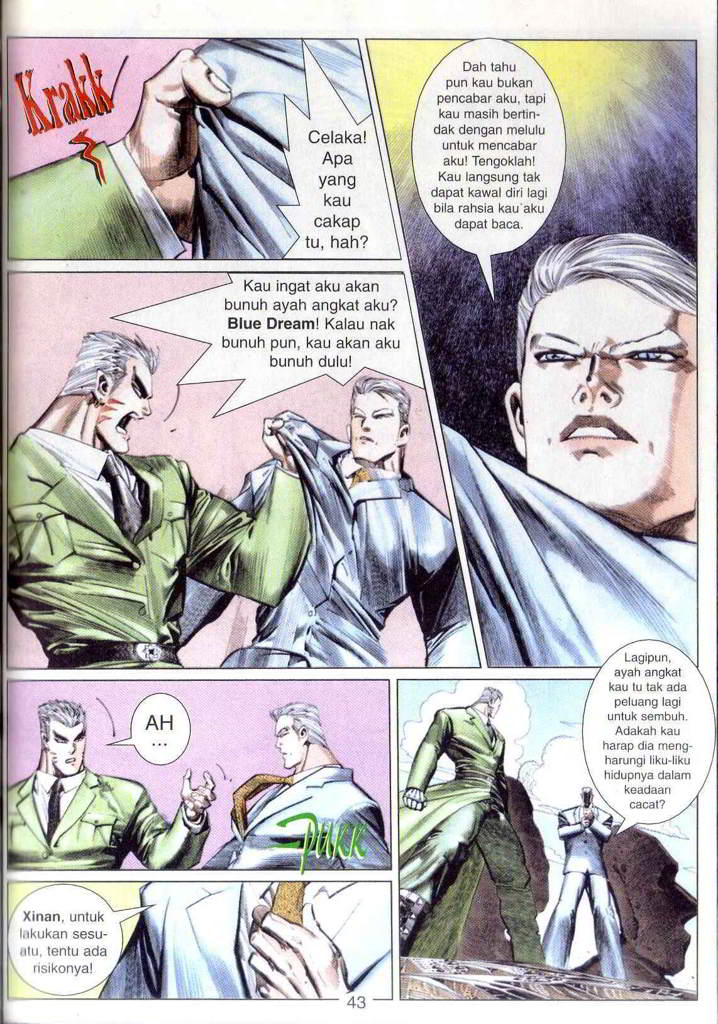 Krakk
Celaka!
Apa
yang
kau
cakap
tu, hah?
Dah tahu
pun kau bukan
pencabar aku, tapi
kau masih bertin-
dak dengan melulu
untuk mencabar
aku! Tengoklah!
Kau langsung tak
dapat kawal diri lagi
bila rahsia kau`aku
dapat baca.
Kau ingat aku akan
bunuh ayah angkat aku?
Blue Dream! Kalau nak
bunuh pun, kau akan aku
bunuh dulu!
AH
...
Fukk
Xinan, untuk
lakukan sesu-
atu, tentu ada
risikonya!
Lagipun,
ayah angkat
kau tu tak ada
peluang lagi
untuk sembuh.
Adakah kau
harap dia meng-
harungi liku-liku
hidupnya dalam
keadaan
cacat?
43